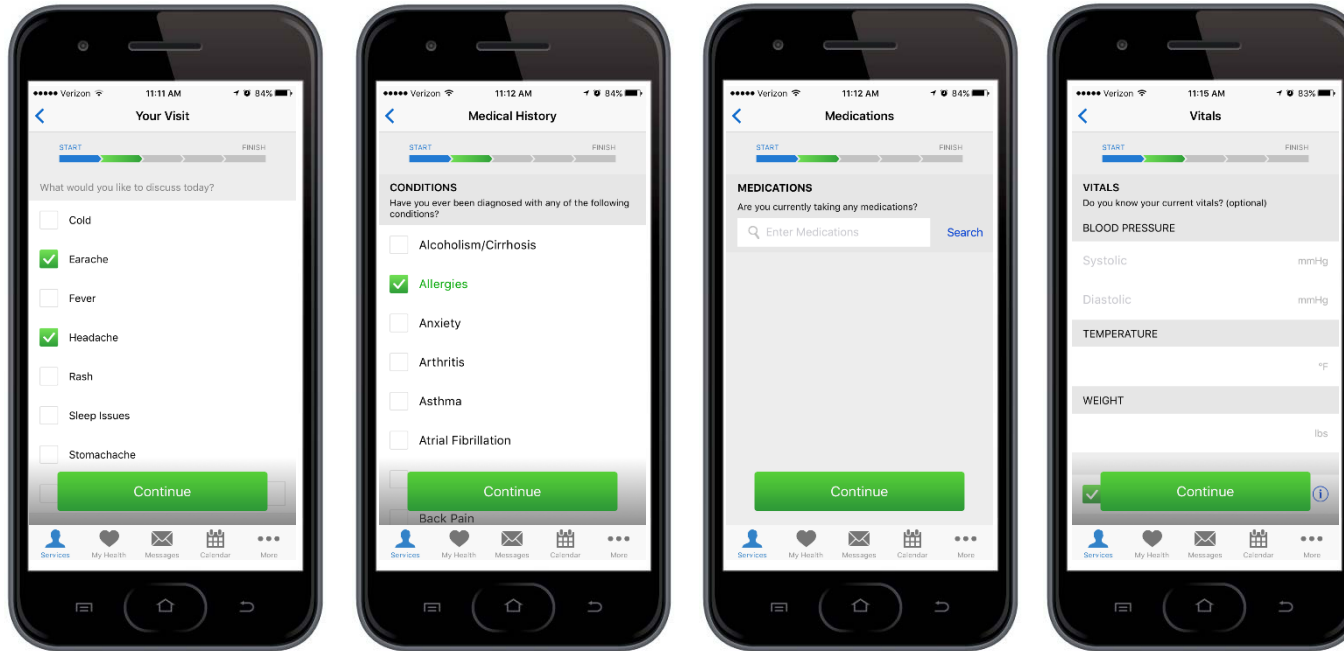 Verizon 11:11 AM 84%
Your Visit
START FINISH
What would you like to discuss today?
Cold
Earache
Fever
Headache
Rash
Sleep Issues
Stomachache
Continue
Services My Health Messages Calendar More
Verizon 11:12 AM 84%
Medical History
START FINISH
CONDITIONS
Have you ever been diagnosed with any of the following
conditions?
Alcoholism/Cirrhosis
Allergies
Anxiety
Arthritis
Asthma
Atrial Fibrillation
Continue
Back Pain
Services My Health Messages Calendar More
Verizon 11:12 AM 84%
Medications
START FINISH
MEDICATIONS
Are you currently taking any medications?
Enter Medications Search
Continue
Services My Health Messages Calendar More
Verizon 11:15 AM 83%
Vitals
START FINISH
VITALS
Do you know your current vitals? (optional)
BLOOD PRESSURE
Systolic mmHg
Diastolic mmHg
TEMPERATURE
°F
WEIGHT
lbs
Continue i
Services My Health Messages Calendar More